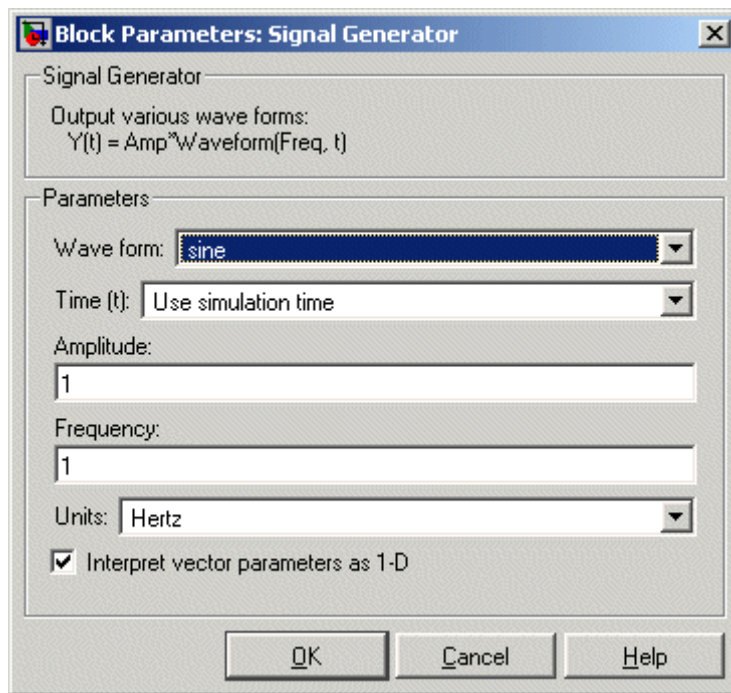 Block Parameters: Signal Generator
Signal Generator
Output various wave forms:
Y(t) = Amp*Waveform(Freq, t)
Parameters
Wave form: sine
Time (t): Use simulation time
Amplitude:
1
Frequency:
1
Units: Hertz
Interpret vector parameters as 1-D
OK Cancel Help